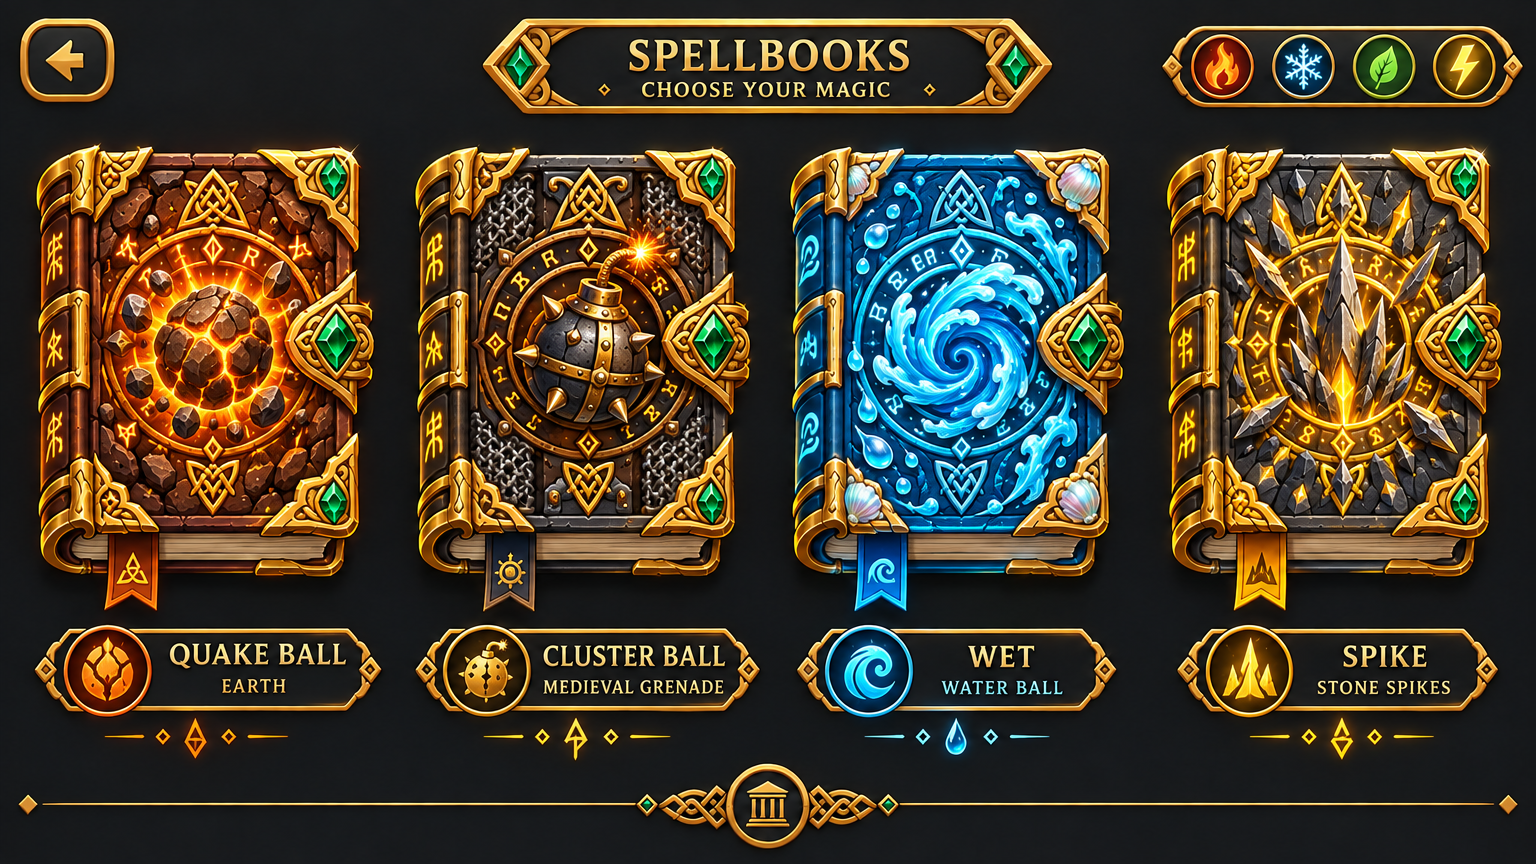 SPELLBOOKS
CHOOSE YOUR MAGIC
QUAKE BALL
EARTH
CLUSTER BALL
MEDIEVAL GRENADE
WET
WATER BALL
SPIKE
STONE SPIKES